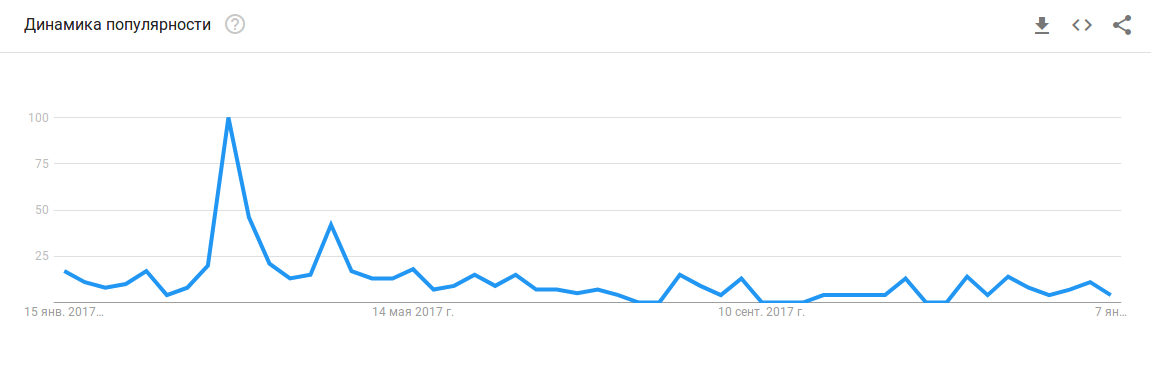 Динамика популярности
100
75
50
25
15 янв. 2017…
14 мая 2017 г.
10 сент. 2017 г.
7 ян…